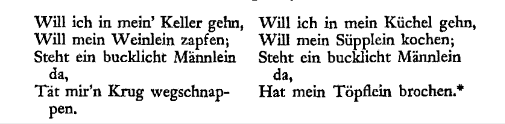 Will ich in mein' Keller gehn,
Will mein Weinlein zapfen;
Steht ein bucklicht Männlein
da,
Tät mir'n Krug wegschnap-
pen.
Will ich in mein Küchel gehn,
Will mein Süpplein kochen;
Steht ein bucklicht Männlein
da,
Hat mein Töpflein brochen.*